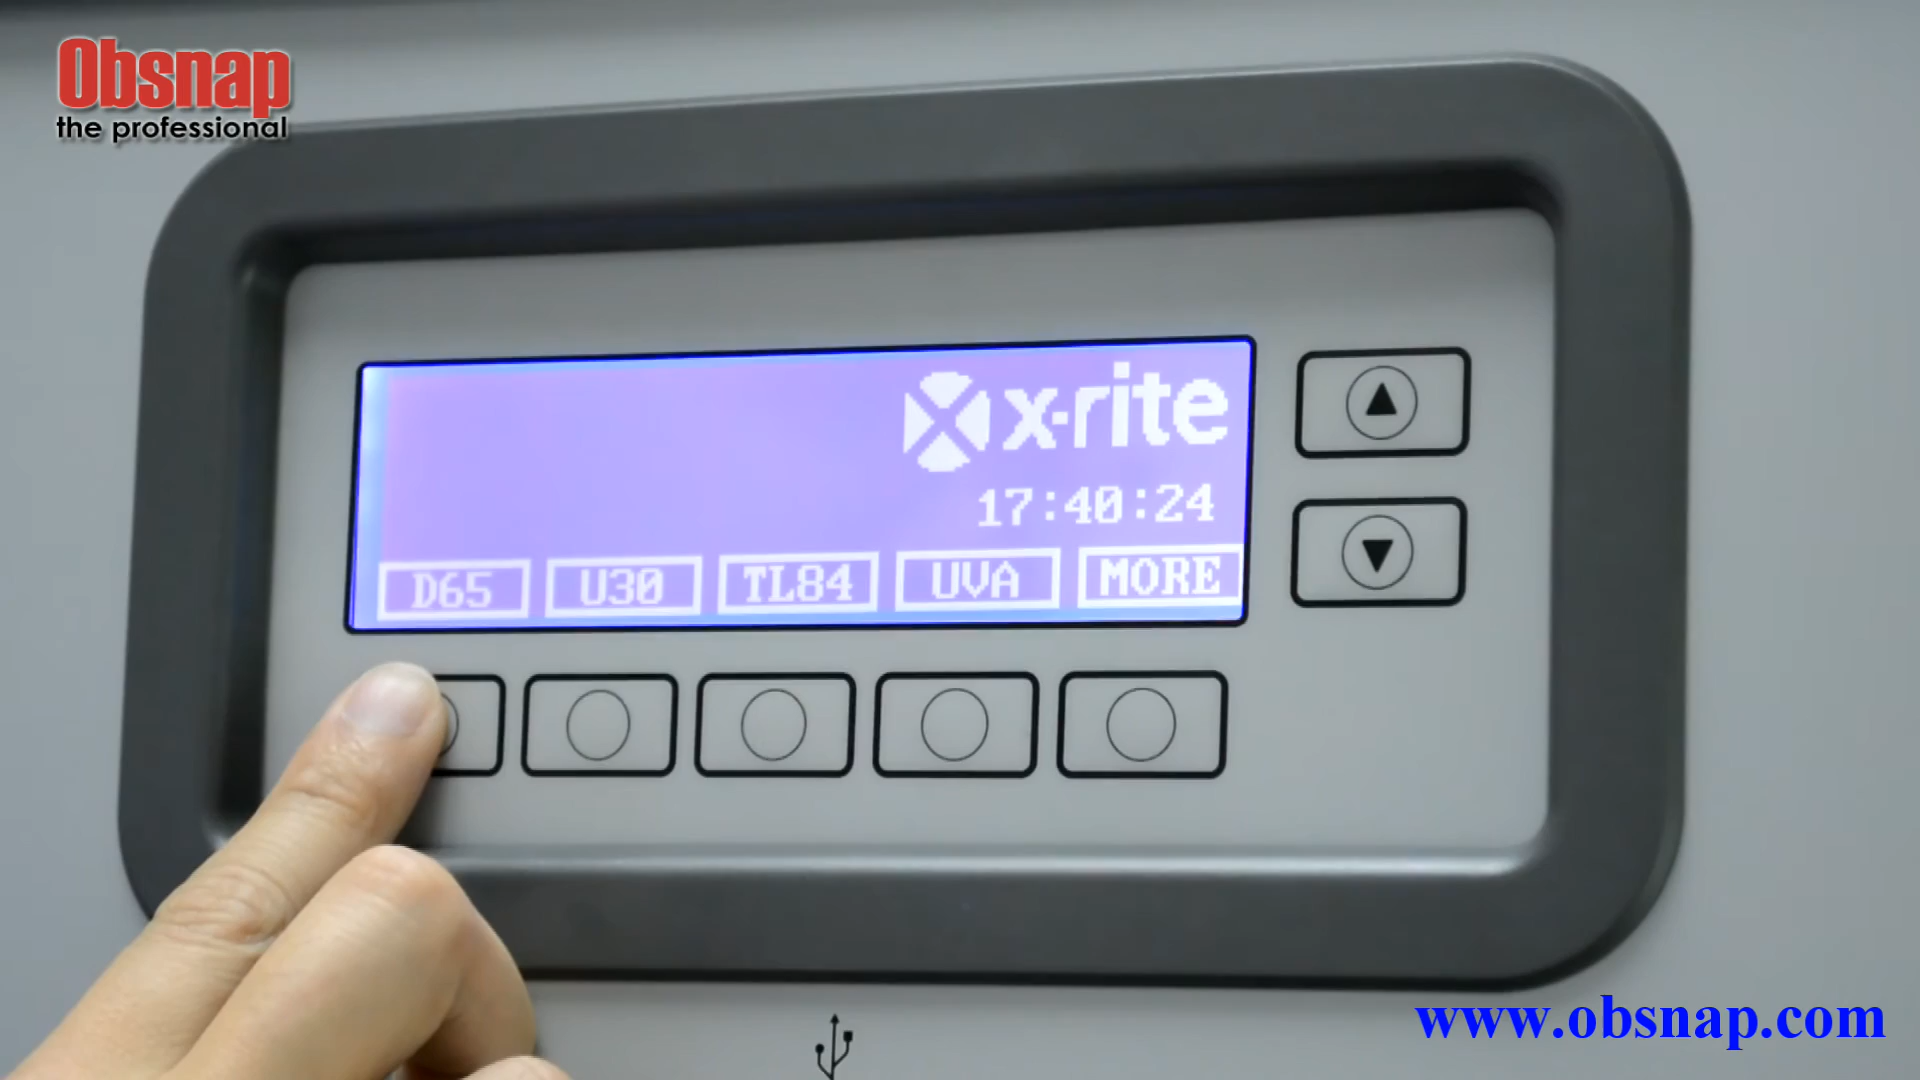 Obsnap
the professional
x-rite
17:40:24
D65 U30 TL84 UVA MORE
www.obsnap.com